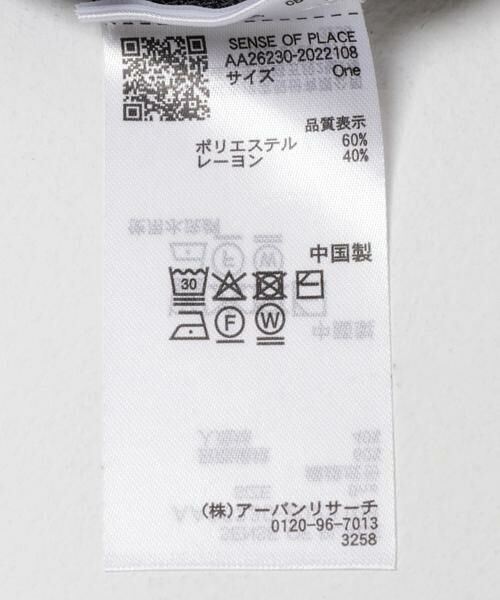 SENSE OF PLACE
AA26230-2022108
サイズ One
品質表示
ポリエステル 60%
レーヨン 40%
中国製
30
F W
(株)アーバンリサーチ
0120-96-7013
3258